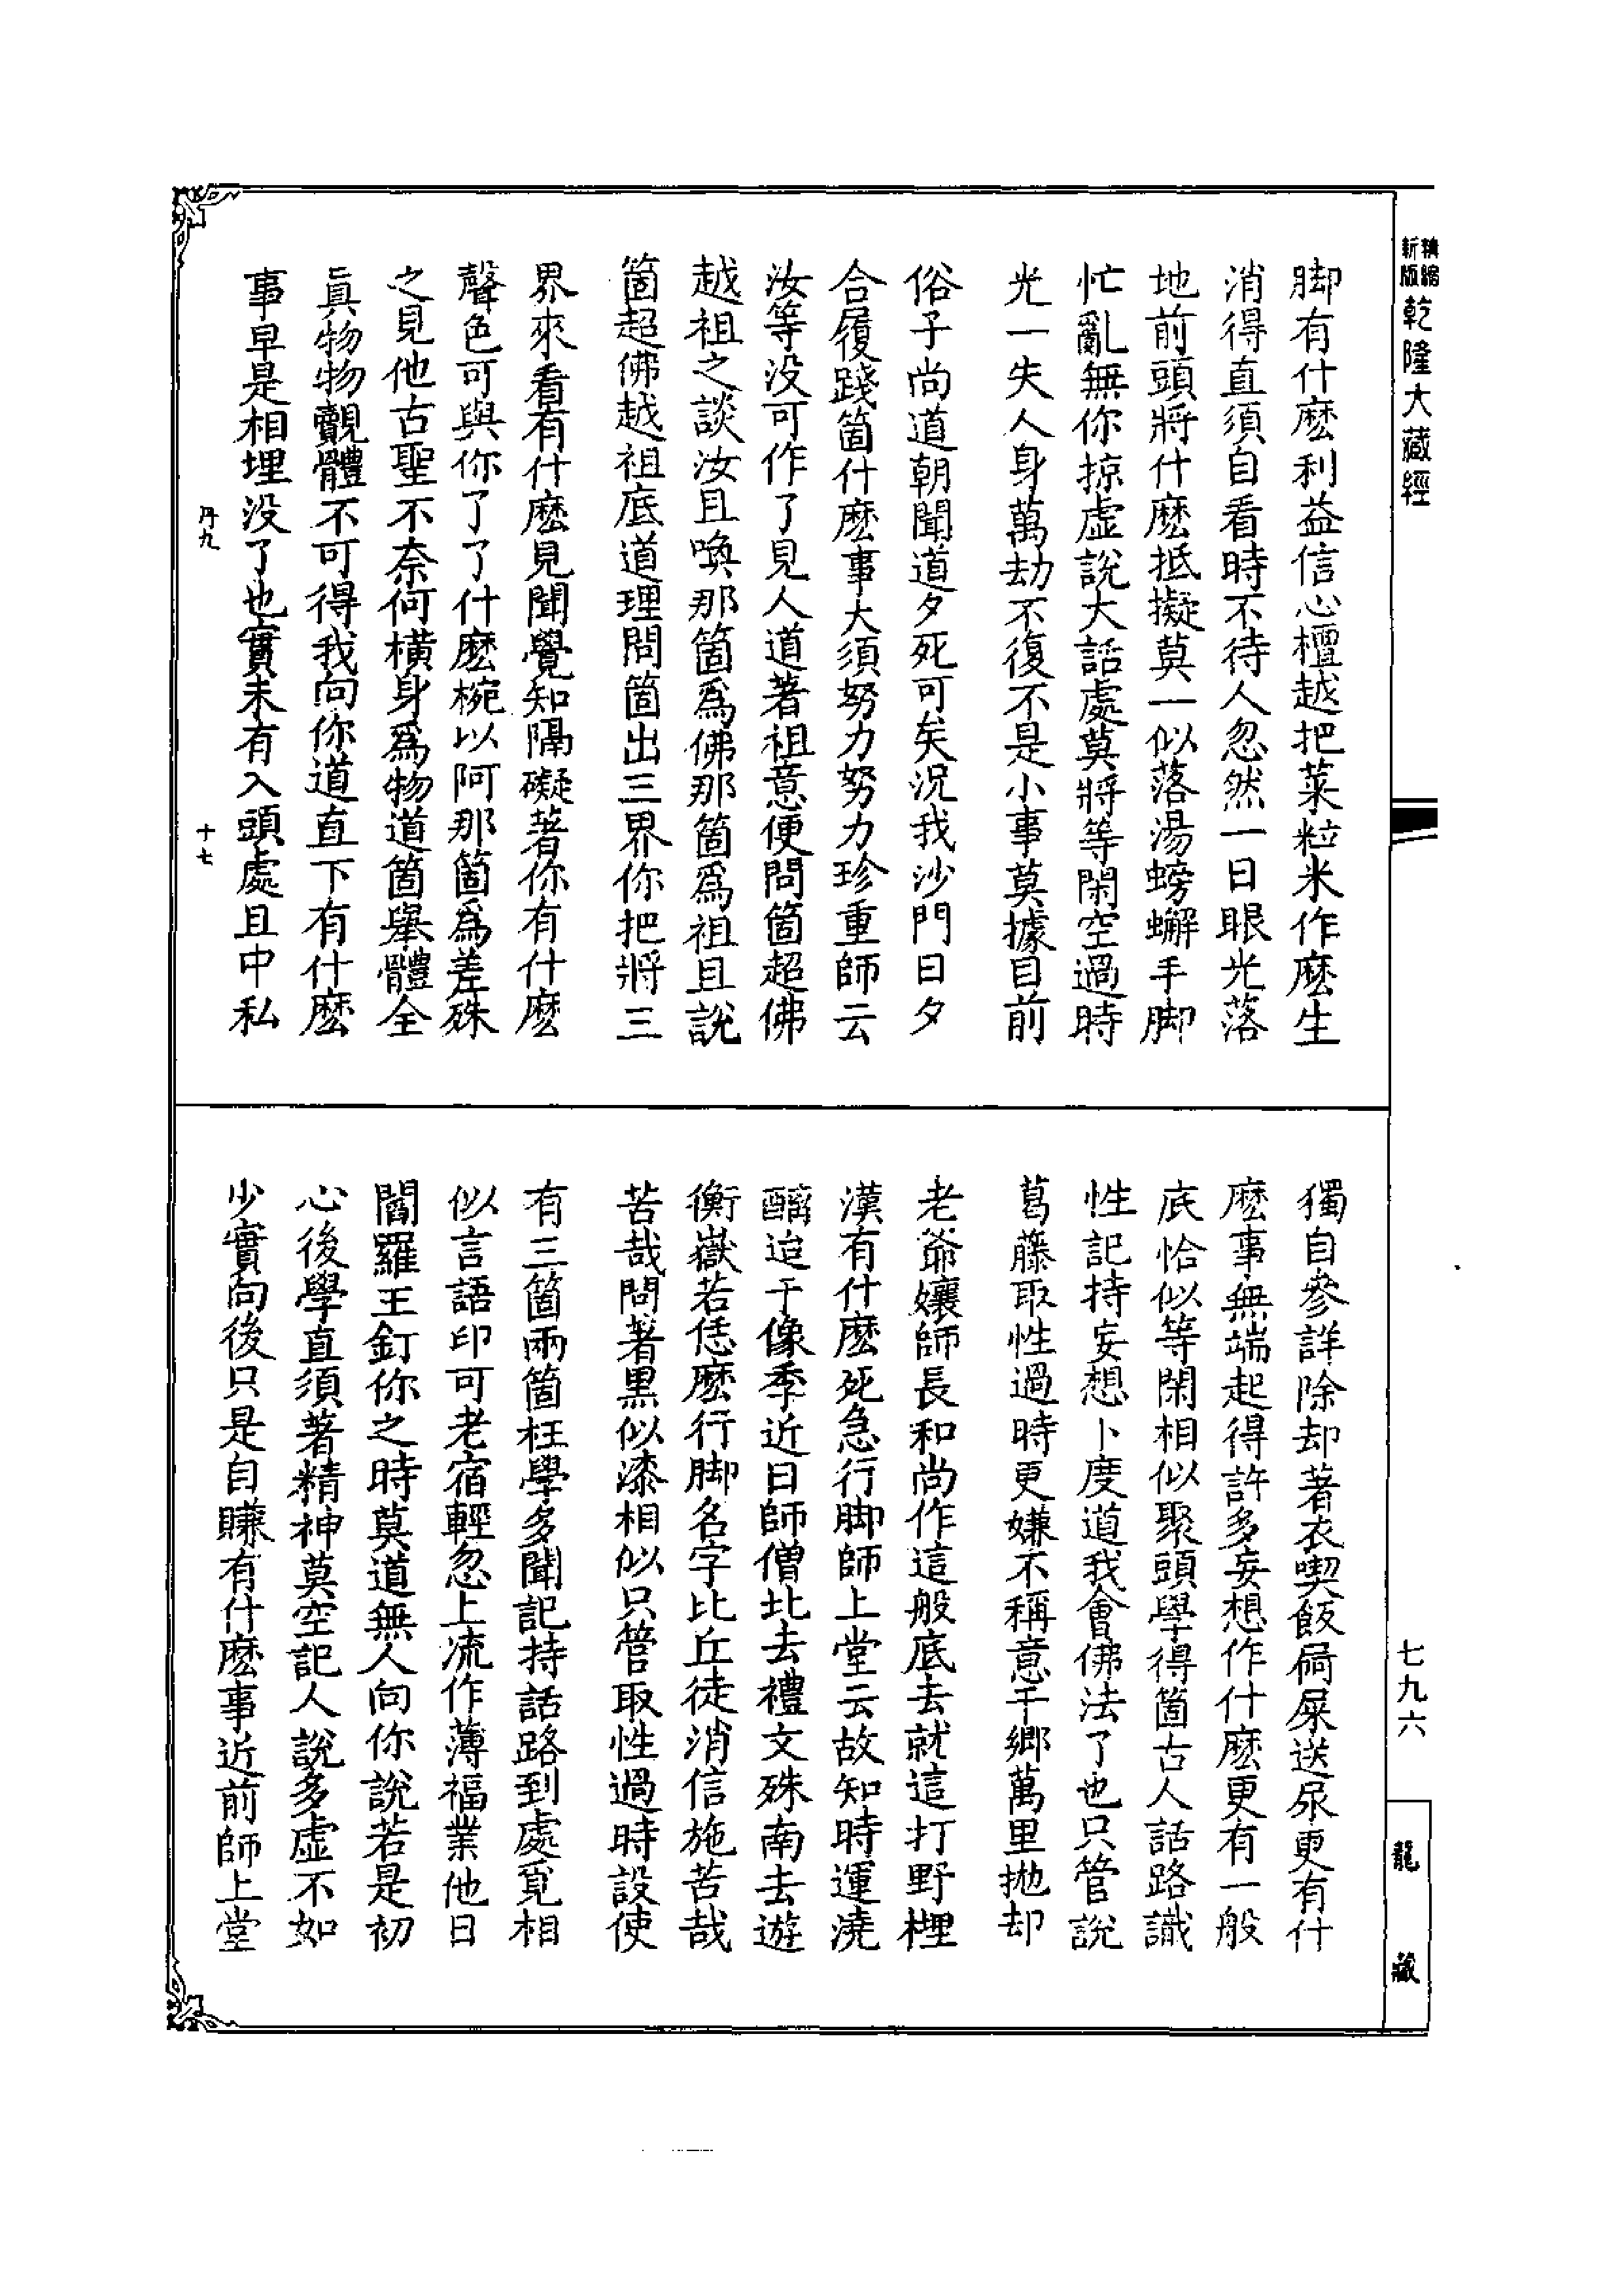 精縮
新版
乾隆大藏經
脚有什麽利益信心檀越把菜粒米作麽生
消得直須自看時不待人忽然一日眼光落
地前頭將什麽抵擬莫一似落湯螃蠏手脚
忙亂無你掠虛說大話處莫將等閑空過時
光一失人身萬劫不復不是小事莫據目前
俗子尚道朝聞道夕死可矣況我沙門日夕
合履踐箇什麽事大須努力努力珍重師云
汝等没可作了見人道著祖意便問箇超佛
越祖之談汝且喚那箇爲佛那箇爲祖且說
箇超佛越祖底道理問箇出三界你把將三
界來看有什麽見聞覺知隔礙著你有什麽
聲色可與你了了什麽椀以阿那箇爲差殊
之見他古聖不奈何橫身爲物道箇舉體全
眞物物覿體不可得我向你道直下有什麽
事早是相埋没了也實未有入頭處且中私
丹九
十七
獨自參詳除却著衣喫飯屙屎送尿更有什
麽事無端起得許多妄想作什麽更有一般
底恰似等閑相似聚頭學得箇古人話路識
性記持妄想卜度道我會佛法了也只管說
葛藤取性過時更嫌不稱意千鄉萬里拋却
老爺孃師長和尚作這般底去就這打野榸
漢有什麽死急行脚師上堂云故知時運澆
醨迨于像季近日師僧北去禮文殊南去遊
衡嶽若恁麽行脚名字比丘徒消信施苦哉
苦哉問著黑似漆相似只管取性過時設使
有三箇兩箇枉學多聞記持話路到處覓相
似言語印可老宿輕忽上流作薄福業他日
閻羅王釘你之時莫道無人向你說若是初
心後學直須著精神莫空記人說多虛不如
少實向後只是自賺有什麽事近前師上堂
七九六
龍藏